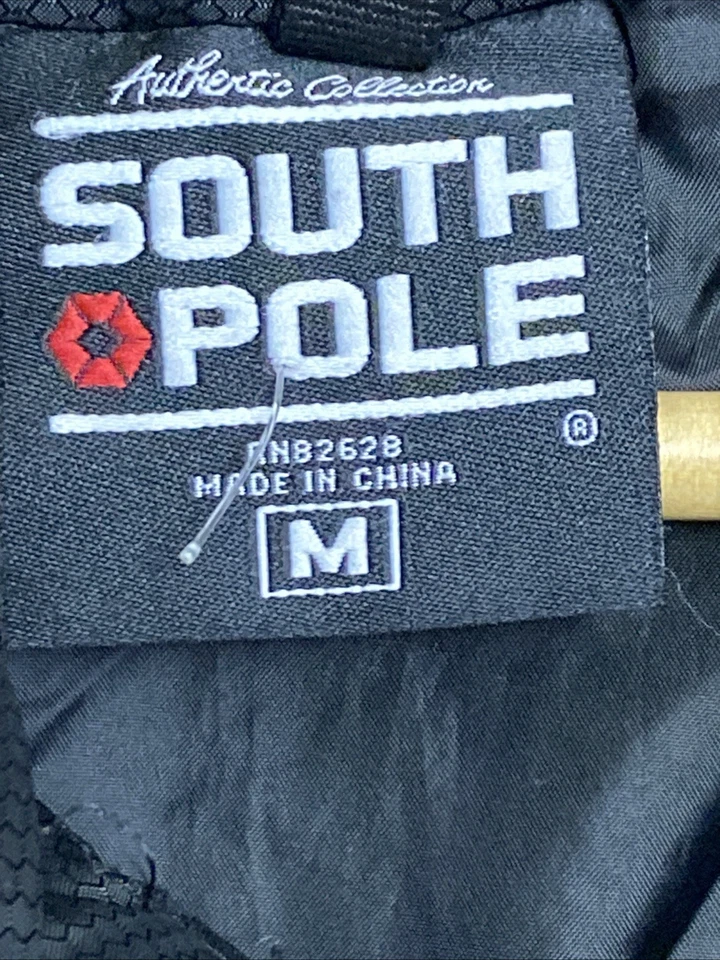 Authentic Collection
SOUTH
POLE
®
RN82628
MADE IN CHINA
M